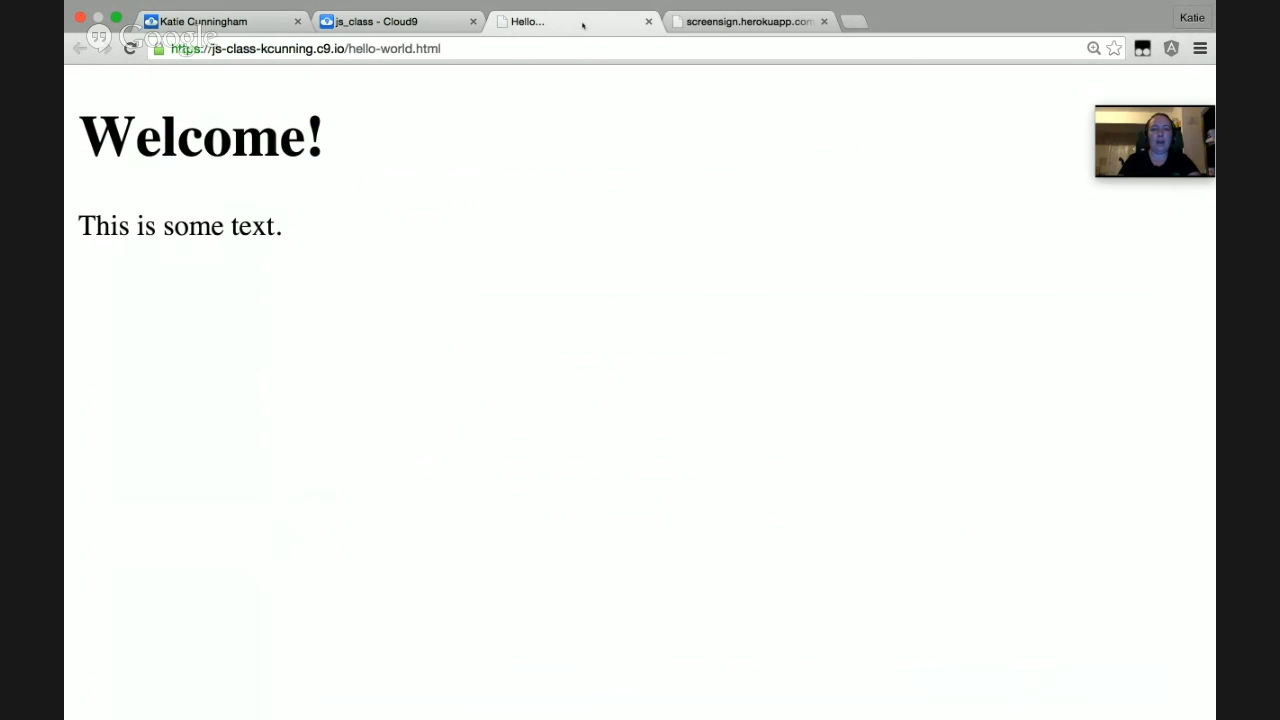 Katie Cunningham
js_class - Cloud9
Hello...
screensign.herokuapp.com
Katie
Google
https://js-class-kcunning.c9.io/hello-world.html
Welcome!
This is some text.